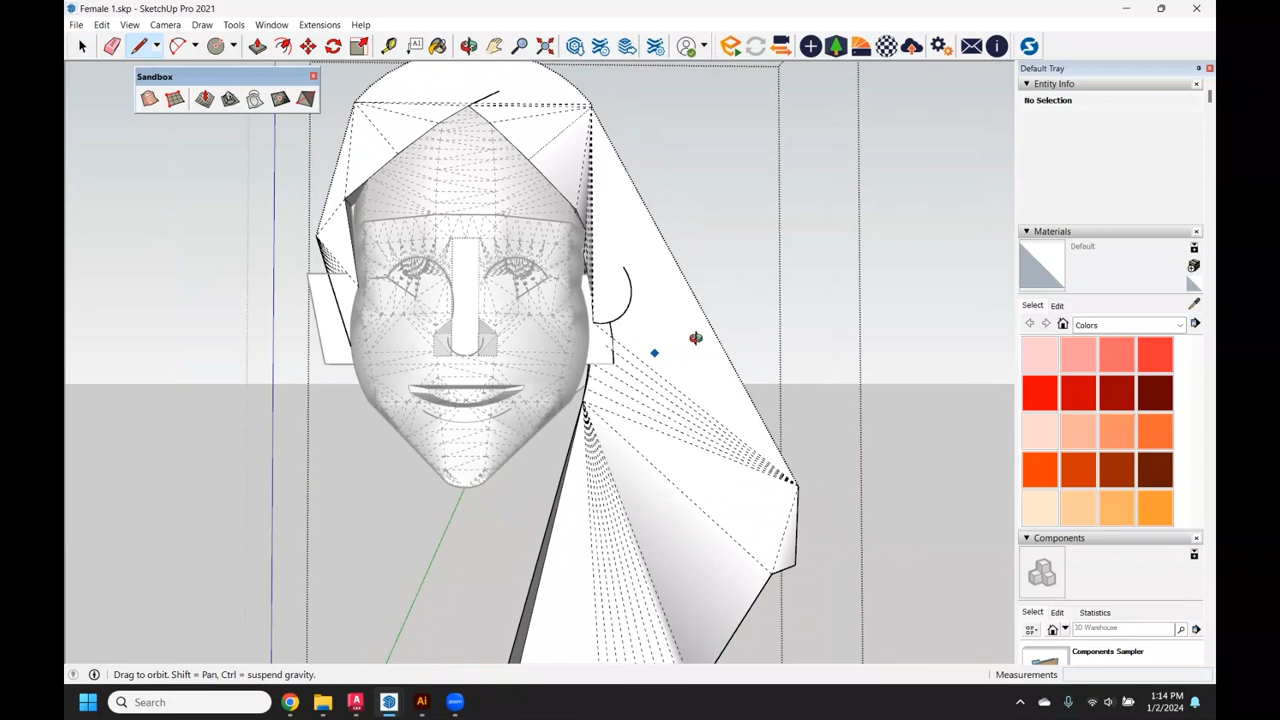 Female 1.skp - SketchUp Pro 2021
File Edit View Camera Draw Tools Window Extensions Help
Sandbox
Default Tray
Entity Info
No Selection
Materials
Default
Select Edit
Colors
Components
Select Edit Statistics
3D Warehouse
Components Sampler
Drag to orbit. Shift = Pan, Ctrl = suspend gravity.
Measurements
Search
A
Ai
zoom
1:14 PM
1/2/2024